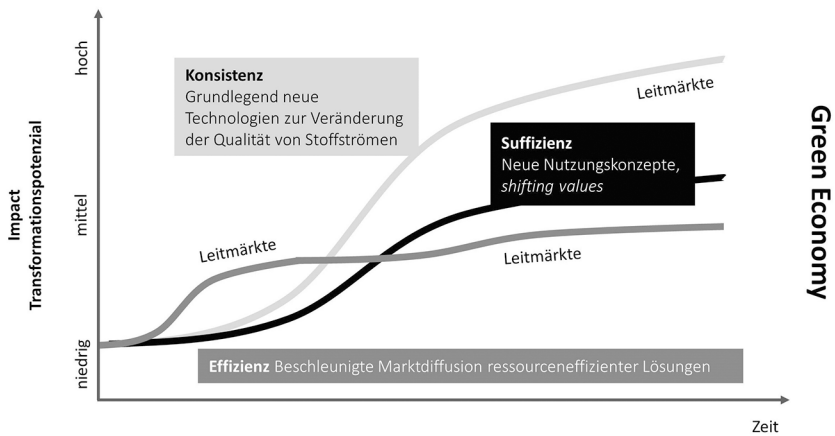 hoch
mittel
niedrig
Impact
Transformationspotenzial
Konsistenz
Grundlegend neue
Technologien zur Veränderung
der Qualität von Stoffströmen
Leitmärkte
Suffizienz
Neue Nutzungskonzepte,
shifting values
Leitmärkte
Leitmärkte
Effizienz Beschleunigte Marktdiffusion ressourceneffizienter Lösungen
Zeit
Green Economy